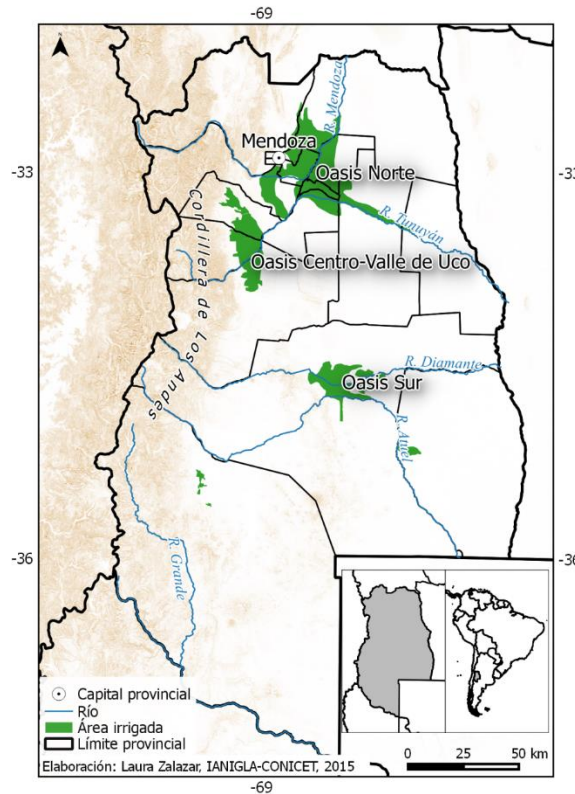 -69
-33
-33
R. Mendoza
Mendoza
Oasis Norte
R. Tunuyán
Cordillera de Los Andes
Oasis Centro-Valle de Uco
R. Diamante
Oasis Sur
R. Atuel
-36
-36
R. Grande
Capital provincial
Río
Área irrigada
Límite provincial
0 25 50 km
Elaboración: Laura Zalazar, IANIGLA-CONICET, 2015
-69